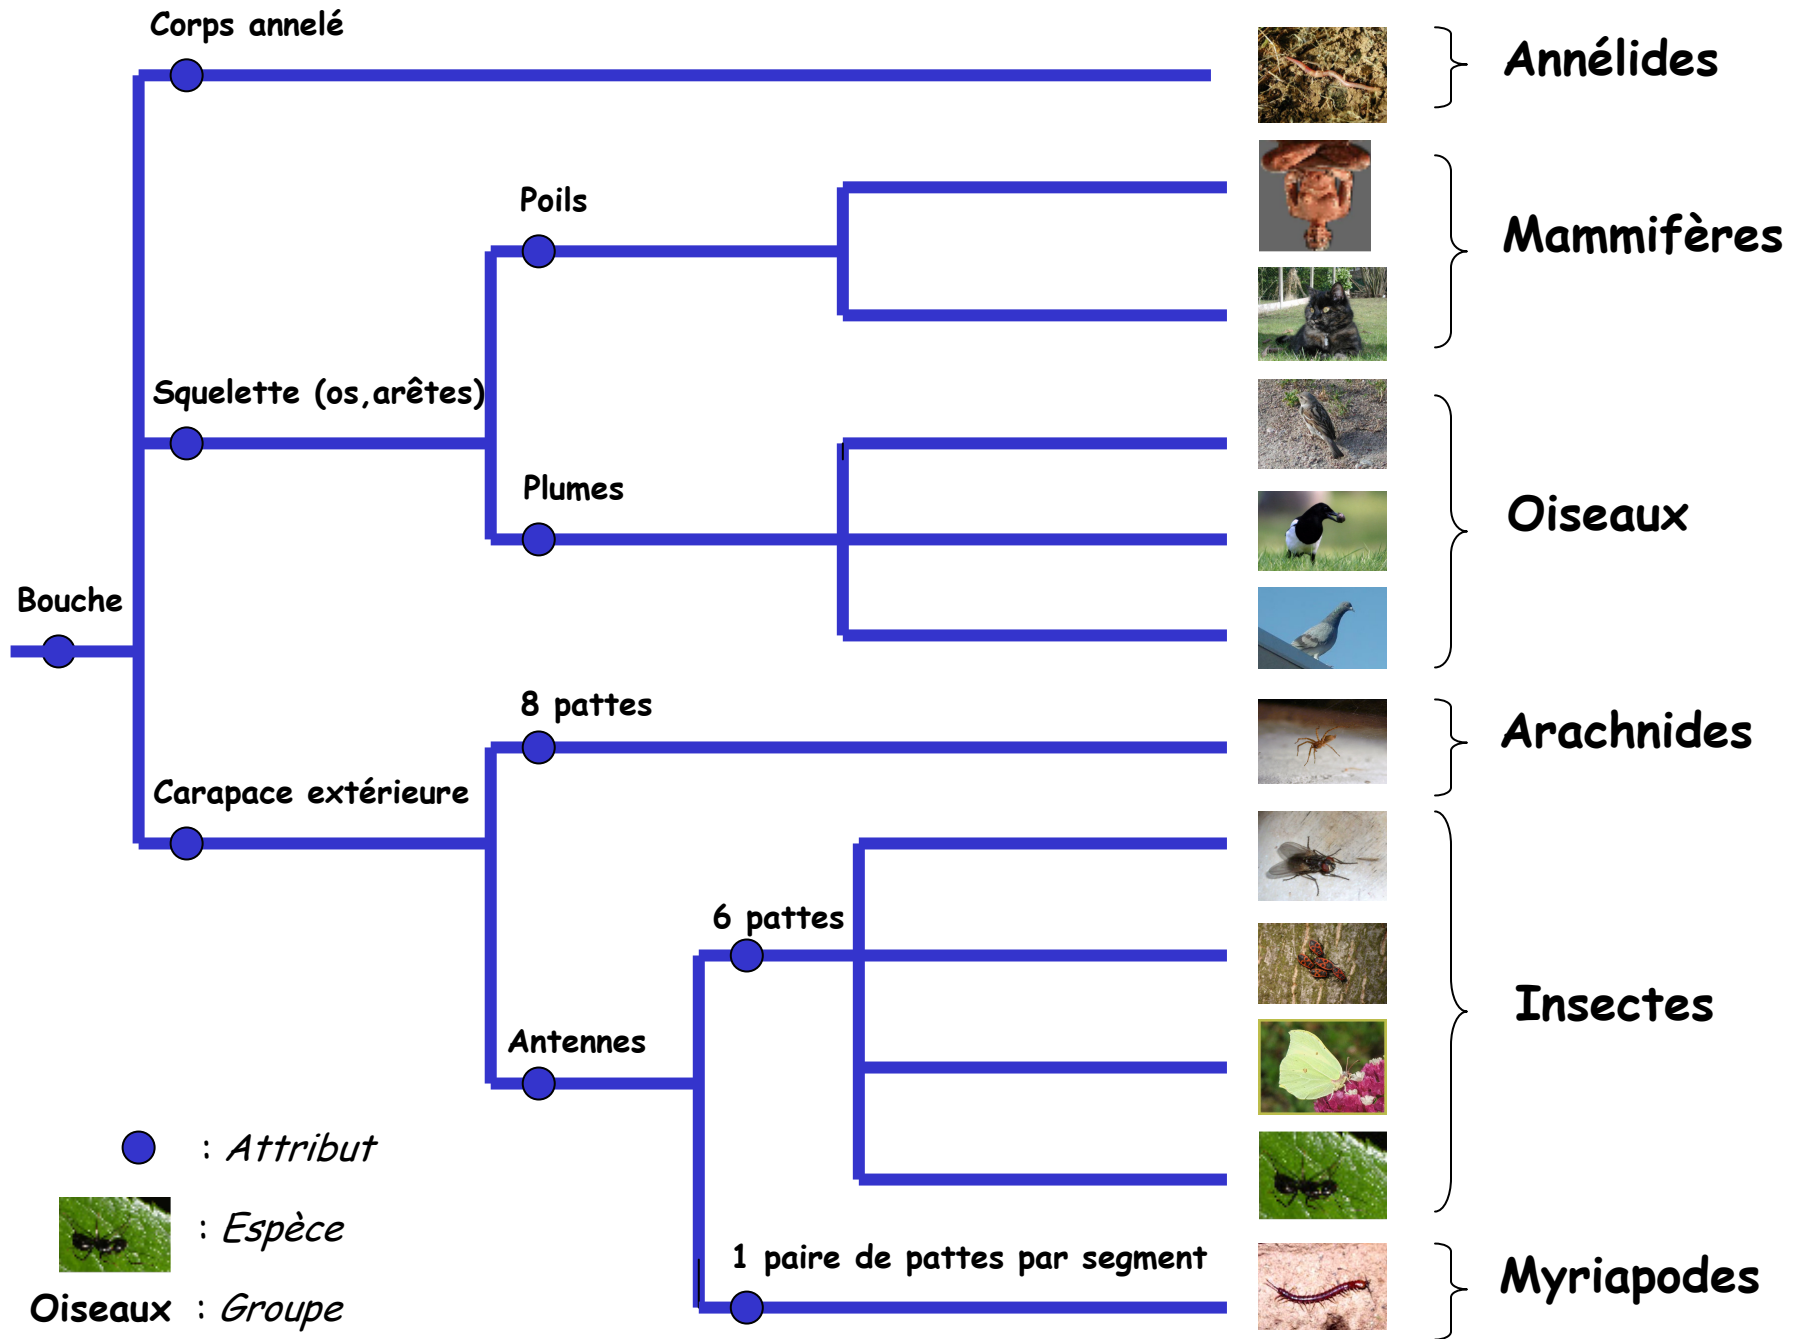 Corps annelé
Annélides
Poils
Mammifères
Squelette (os,arêtes)
Plumes
Oiseaux
Bouche
8 pattes
Arachnides
Carapace extérieure
6 pattes
Insectes
Antennes
: Attribut
: Espèce
1 paire de pattes par segment
Myriapodes
Oiseaux : Groupe